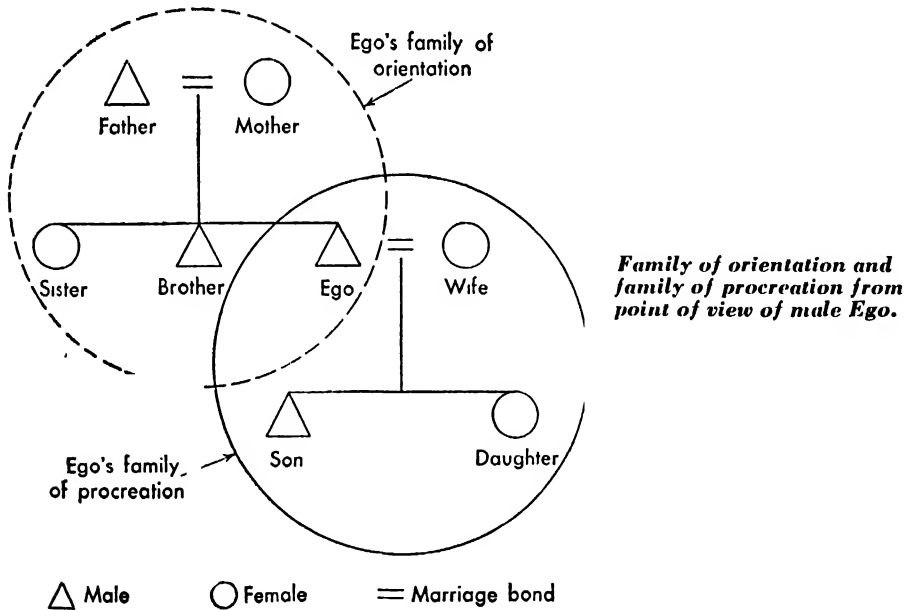 Ego's family of
orientation
Father
Mother
Sister
Brother
Ego
Wife
Family of orientation and
family of procreation from
point of view of male Ego.
Son
Daughter
Ego's family
of procreation
Male
Female
Marriage bond